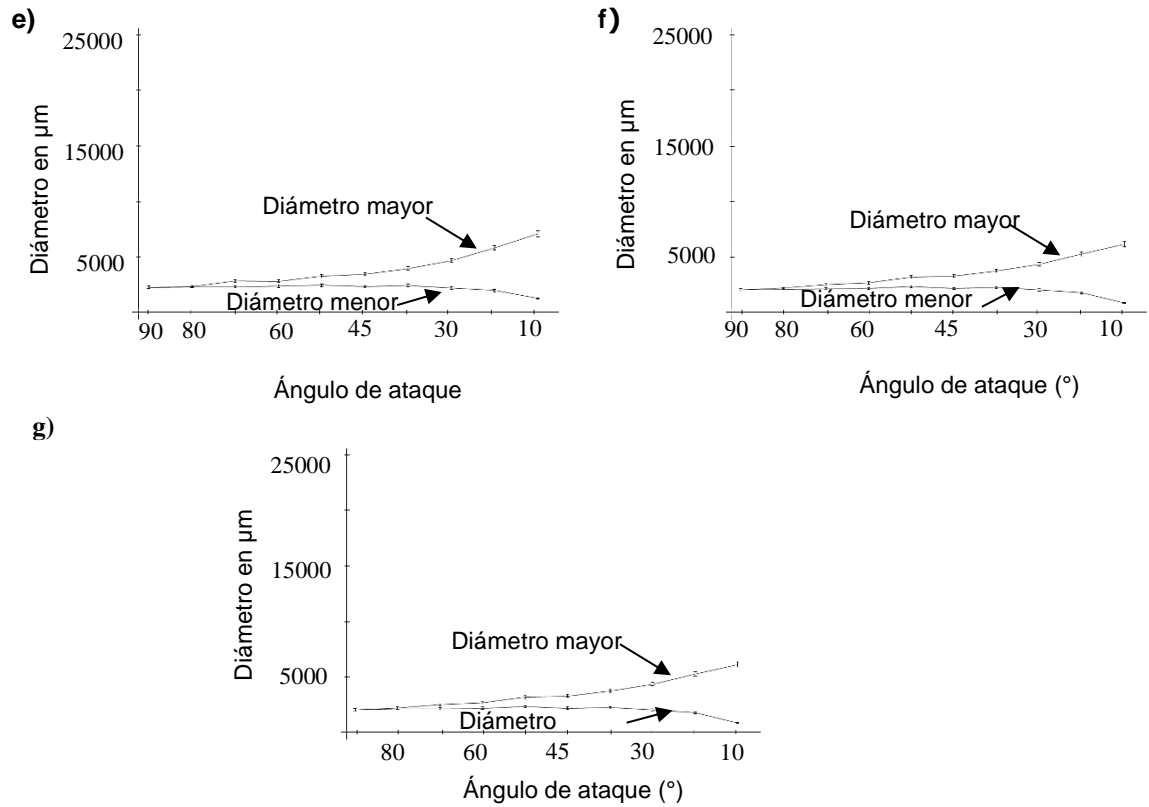 e)
25000
15000
5000
Diámetro en µm
Diámetro mayor
Diámetro menor
90 80 60 45 30 10
Ángulo de ataque
f)
25000
15000
5000
Diámetro en µm
Diámetro mayor
Diámetro menor
90 80 60 45 30 10
Ángulo de ataque (°)
g)
25000
15000
5000
Diámetro en µm
Diámetro mayor
Diámetro
80 60 45 30 10
Ángulo de ataque (°)